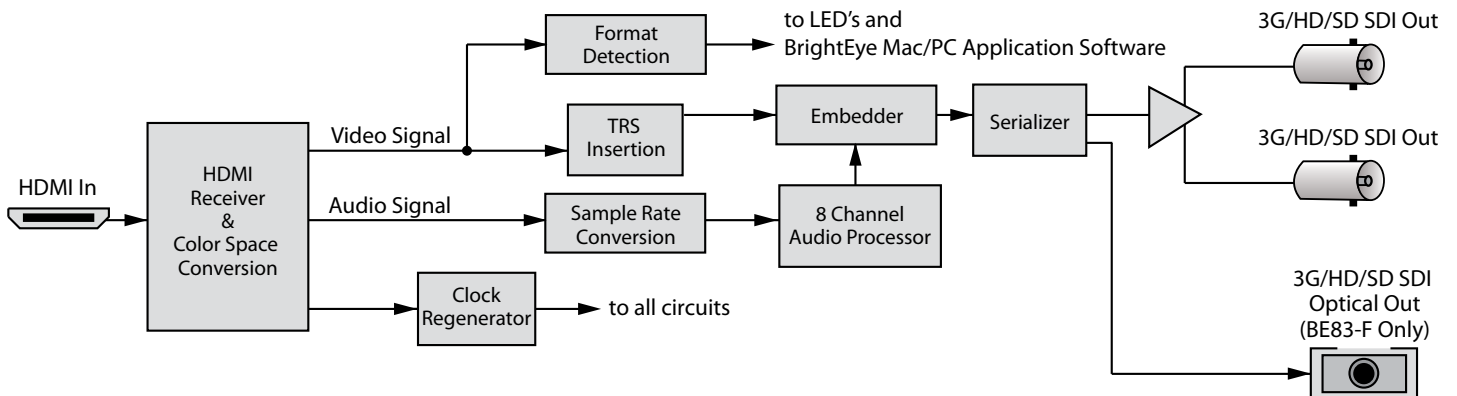 Format
Detection
to LED's and
BrightEye Mac/PC Application Software
3G/HD/SD SDI Out
Video Signal
TRS
Insertion
Embedder
Serializer
3G/HD/SD SDI Out
HDMI In
HDMI
Receiver
&
Color Space
Conversion
Audio Signal
Sample Rate
Conversion
8 Channel
Audio Processor
Clock
Regenerator
to all circuits
3G/HD/SD SDI
Optical Out
(BE83-F Only)